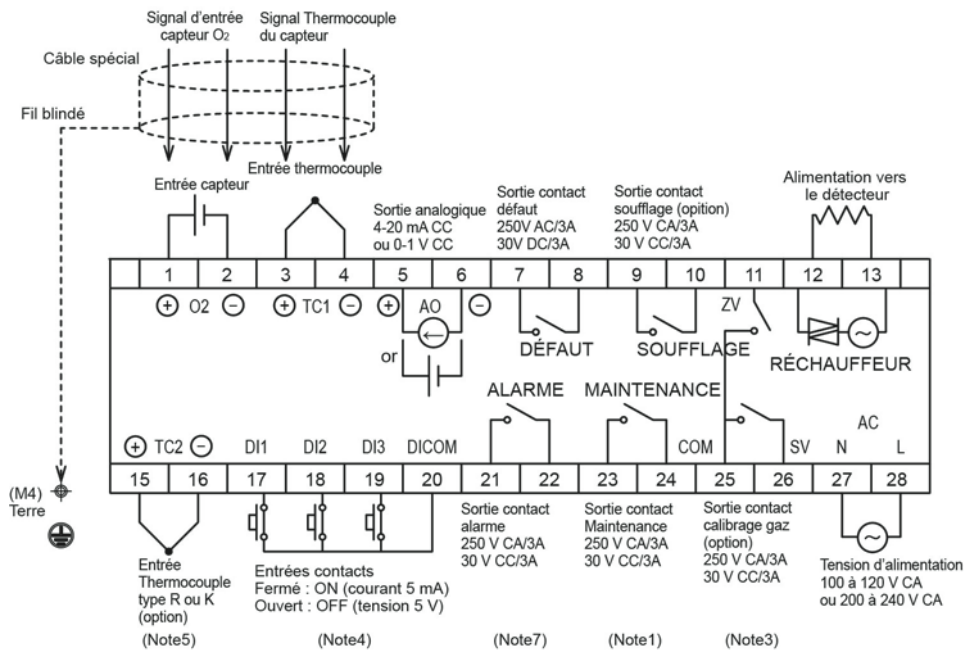 Signal d'entrée
capteur O2
Signal Thermocouple
du capteur
Câble spécial
Fil blindé
Entrée thermocouple
Entrée capteur
Sortie analogique
4-20 mA CC
ou 0-1 V CC
Sortie contact
défaut
250V AC/3A
30V DC/3A
Sortie contact
soufflage (opition)
250 V CA/3A
30 V CC/3A
Alimentation vers
le détecteur
1 2 3 4 5 6 7 8 9 10 11 12 13
+ O2 − + TC1 − + AO −
or
DÉFAUT
SOUFFLAGE
ZV
RÉCHAUFFEUR
ALARME
MAINTENANCE
+ TC2 − DI1 DI2 DI3 DICOM COM SV N AC L
15 16 17 18 19 20 21 22 23 24 25 26 27 28
(M4)
Terre
Entrée
Thermocouple
type R ou K
(option)
Entrées contacts
Fermé : ON (courant 5 mA)
Ouvert : OFF (tension 5 V)
Sortie contact
alarme
250 V CA/3A
30 V CC/3A
Sortie contact
Maintenance
250 V CA/3A
30 V CC/3A
Sortie contact
calibrage gaz
(option)
250 V CA/3A
30 V CC/3A
Tension d'alimentation
100 à 120 V CA
ou 200 à 240 V CA
(Note5) (Note4) (Note7) (Note1) (Note3)